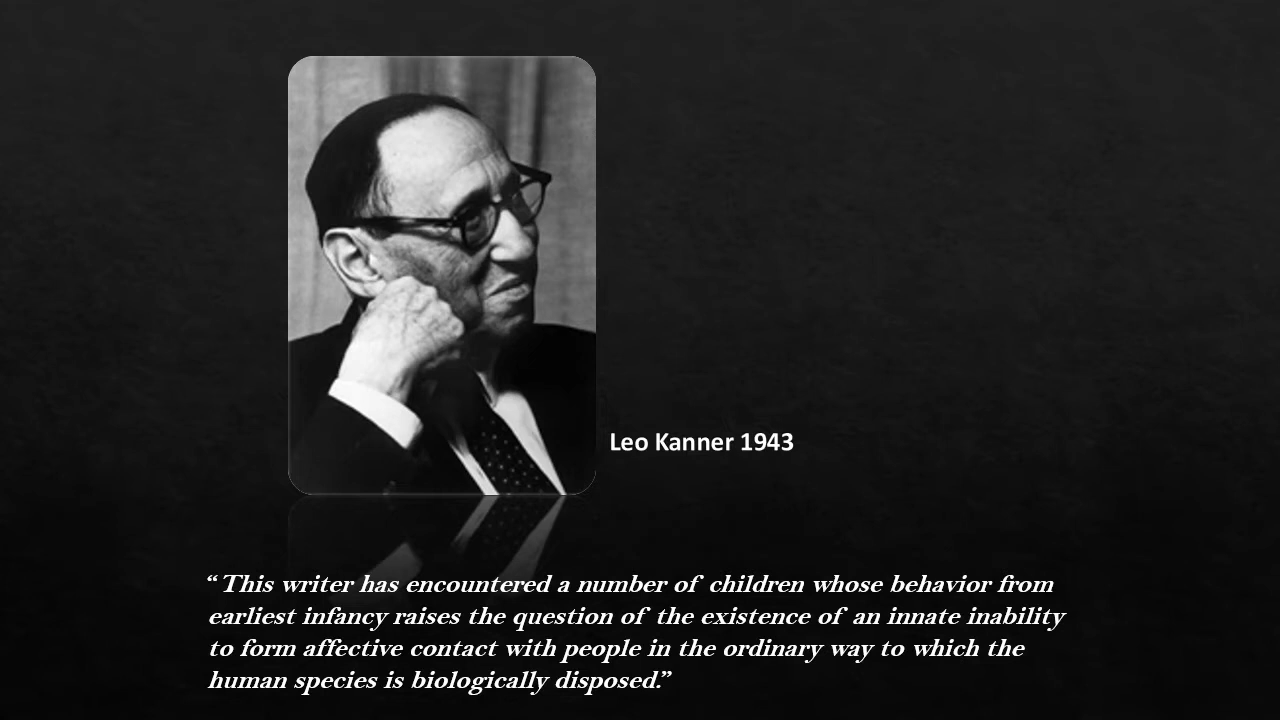 Leo Kanner 1943
“This writer has encountered a number of children whose behavior from
earliest infancy raises the question of the existence of an innate inability
to form affective contact with people in the ordinary way to which the
human species is biologically disposed.”